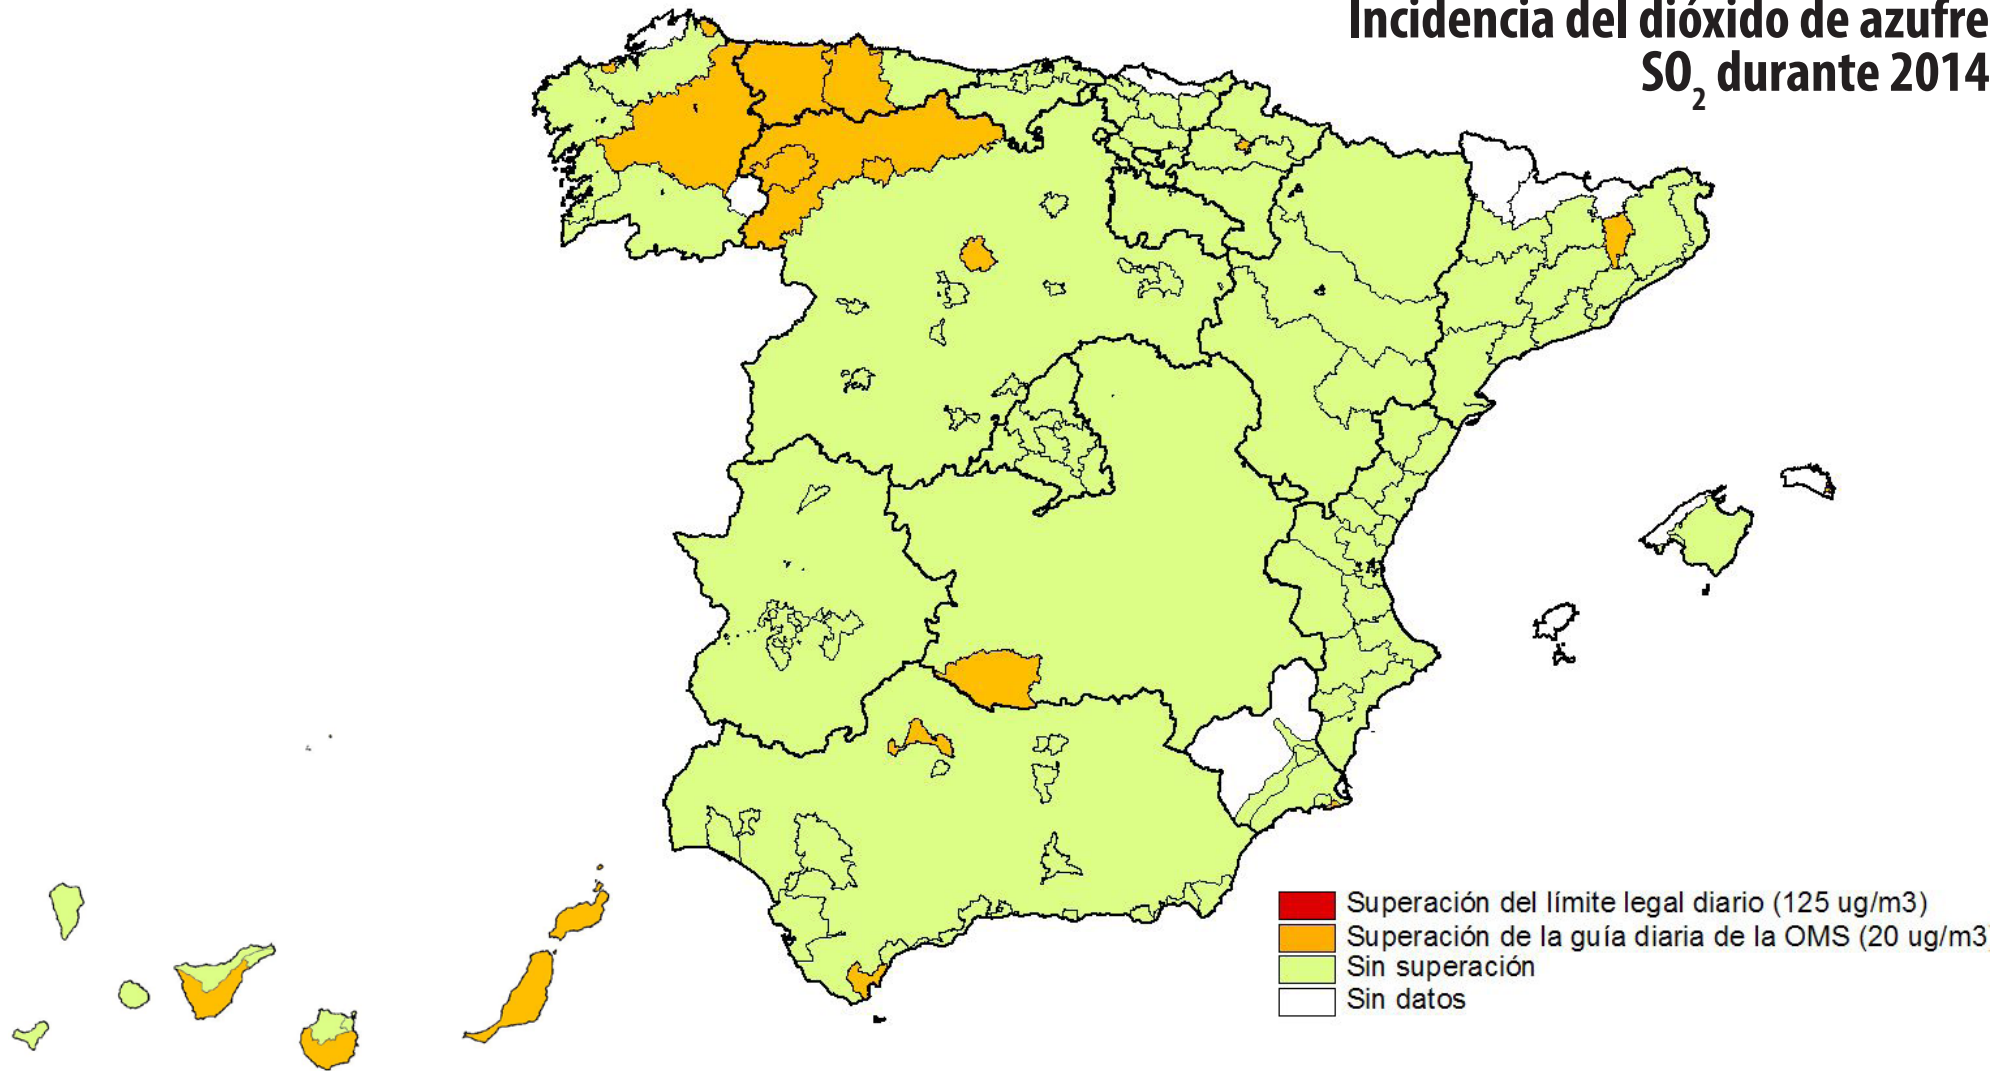 Incidencia del dióxido de azufre
SO₂ durante 2014
Superación del límite legal diario (125 ug/m3)
Superación de la guía diaria de la OMS (20 ug/m3)
Sin superación
Sin datos